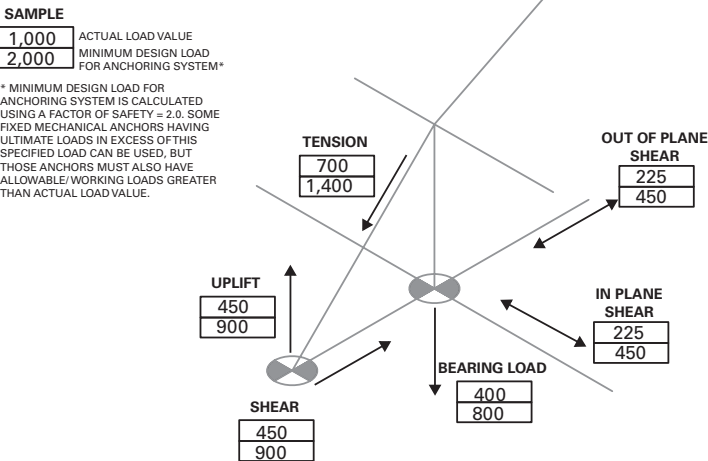 SAMPLE
1,000 ACTUAL LOAD VALUE
2,000 MINIMUM DESIGN LOAD
FOR ANCHORING SYSTEM*
* MINIMUM DESIGN LOAD FOR
ANCHORING SYSTEM IS CALCULATED
USING A FACTOR OF SAFETY = 2.0. SOME
FIXED MECHANICAL ANCHORS HAVING
ULTIMATE LOADS IN EXCESS OF THIS
SPECIFIED LOAD CAN BE USED, BUT
THOSE ANCHORS MUST ALSO HAVE
ALLOWABLE/WORKING LOADS GREATER
THAN ACTUAL LOAD VALUE.
TENSION
700
1,400
OUT OF PLANE
SHEAR
225
450
UPLIFT
450
900
IN PLANE
SHEAR
225
450
BEARING LOAD
400
800
SHEAR
450
900